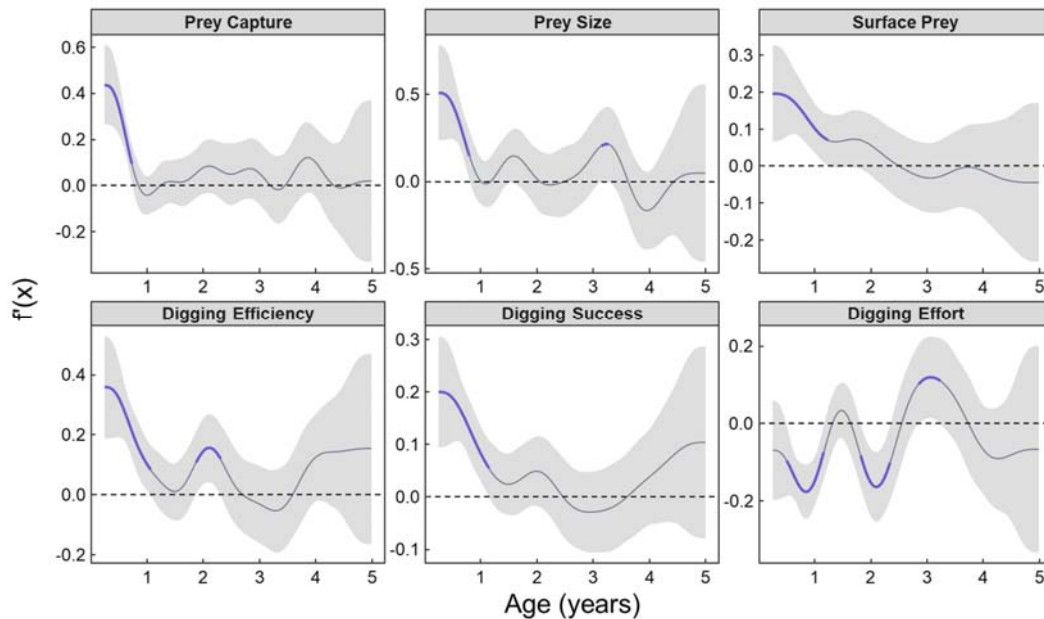 Prey Capture
Prey Size
Surface Prey
0.6
0.4
0.2
0.0
-0.2
1 2 3 4 5
0.5
0.0
-0.5
1 2 3 4 5
0.3
0.2
0.1
0.0
-0.1
-0.2
1 2 3 4 5
f'(x)
Digging Efficiency
Digging Success
Digging Effort
0.4
0.2
0.0
-0.2
1 2 3 4 5
0.3
0.2
0.1
0.0
-0.1
1 2 3 4 5
0.2
0.0
-0.2
1 2 3 4 5
Age (years)